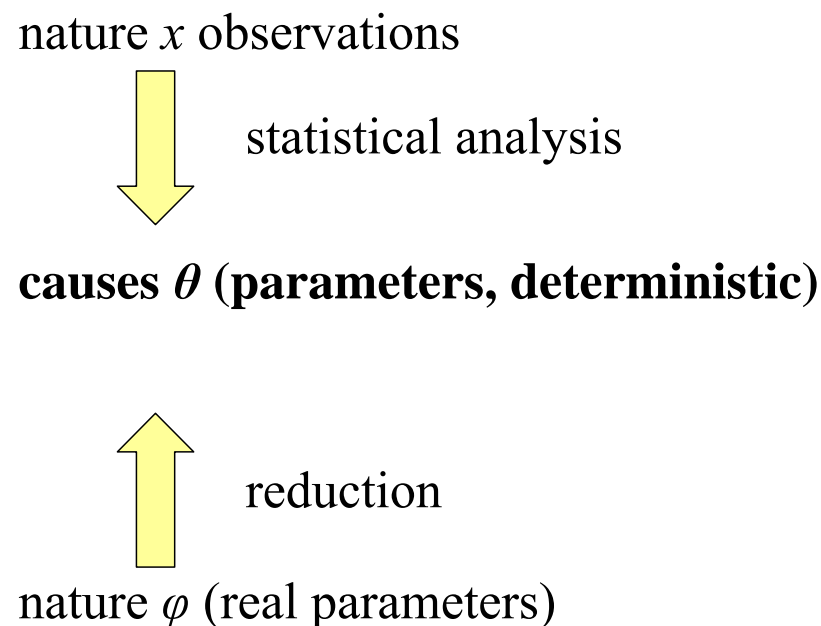 nature x observations
statistical analysis
causes θ (parameters, deterministic)
reduction
nature φ (real parameters)